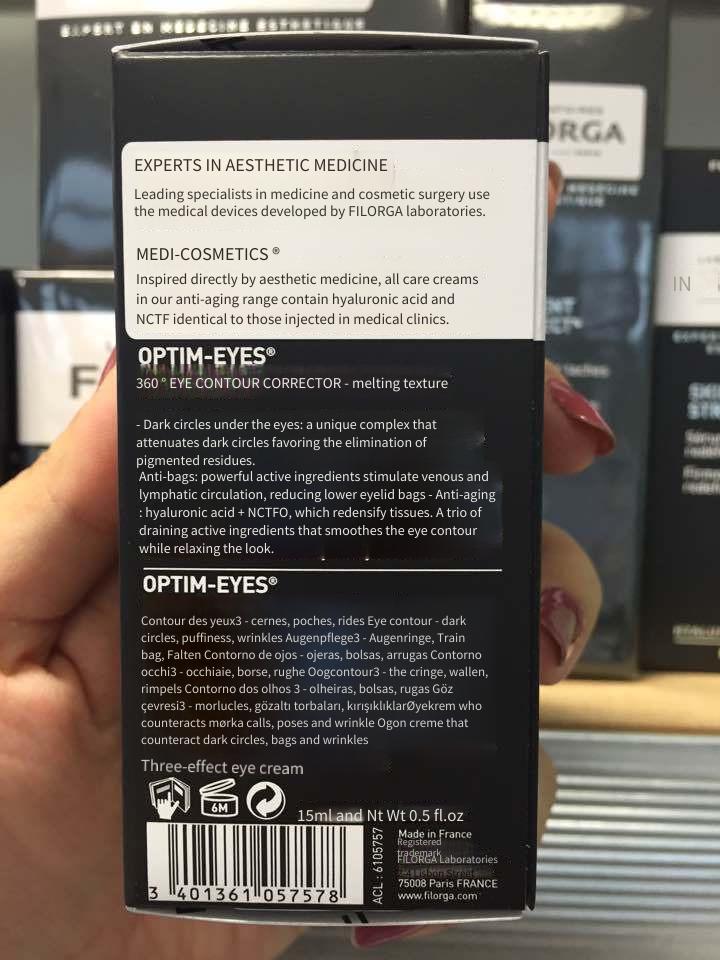 EXPERT EN MÉDECINE ESTHÉTIQUE
EXPERTS IN AESTHETIC MEDICINE
Leading specialists in medicine and cosmetic surgery use
the medical devices developed by FILORGA laboratories.
MEDI-COSMETICS ®
Inspired directly by aesthetic medicine, all care creams
in our anti-aging range contain hyaluronic acid and
NCTF identical to those injected in medical clinics.
OPTIM-EYES®
360 ° EYE CONTOUR CORRECTOR - melting texture
- Dark circles under the eyes: a unique complex that
attenuates dark circles favoring the elimination of
pigmented residues.
Anti-bags: powerful active ingredients stimulate venous and
lymphatic circulation, reducing lower eyelid bags - Anti-aging
: hyaluronic acid + NCTFO, which redensify tissues. A trio of
draining active ingredients that smoothes the eye contour
while relaxing the look.
OPTIM-EYES®
Contour des yeux3 - cernes, poches, rides Eye contour - dark
circles, puffiness, wrinkles Augenpflege3 - Augenringe, Train
bag, Falten Contorno de ojos - ojeras, bolsas, arrugas Contorno
occhi3 - occhiaie, borse, rughe Oogcontour3 - the cringe, wallen,
rimpels Contorno dos olhos 3 - olheiras, bolsas, rugas Göz
çevresi3 - morlucles, gözaltı torbaları, kırışıklıklarØyekrem who
counteracts mørka calls, poses and wrinkle Ogon creme that
counteract dark circles, bags and wrinkles
Three-effect eye cream
6M
15ml and Nt Wt 0.5 fl.oz
3 401361 057578
ACL : 6105757
Made in France
Registered
trademark
FILORGA Laboratories
2-4 Lisbon Street
75008 Paris FRANCE
www.filorga.com
ORGA
F
IN